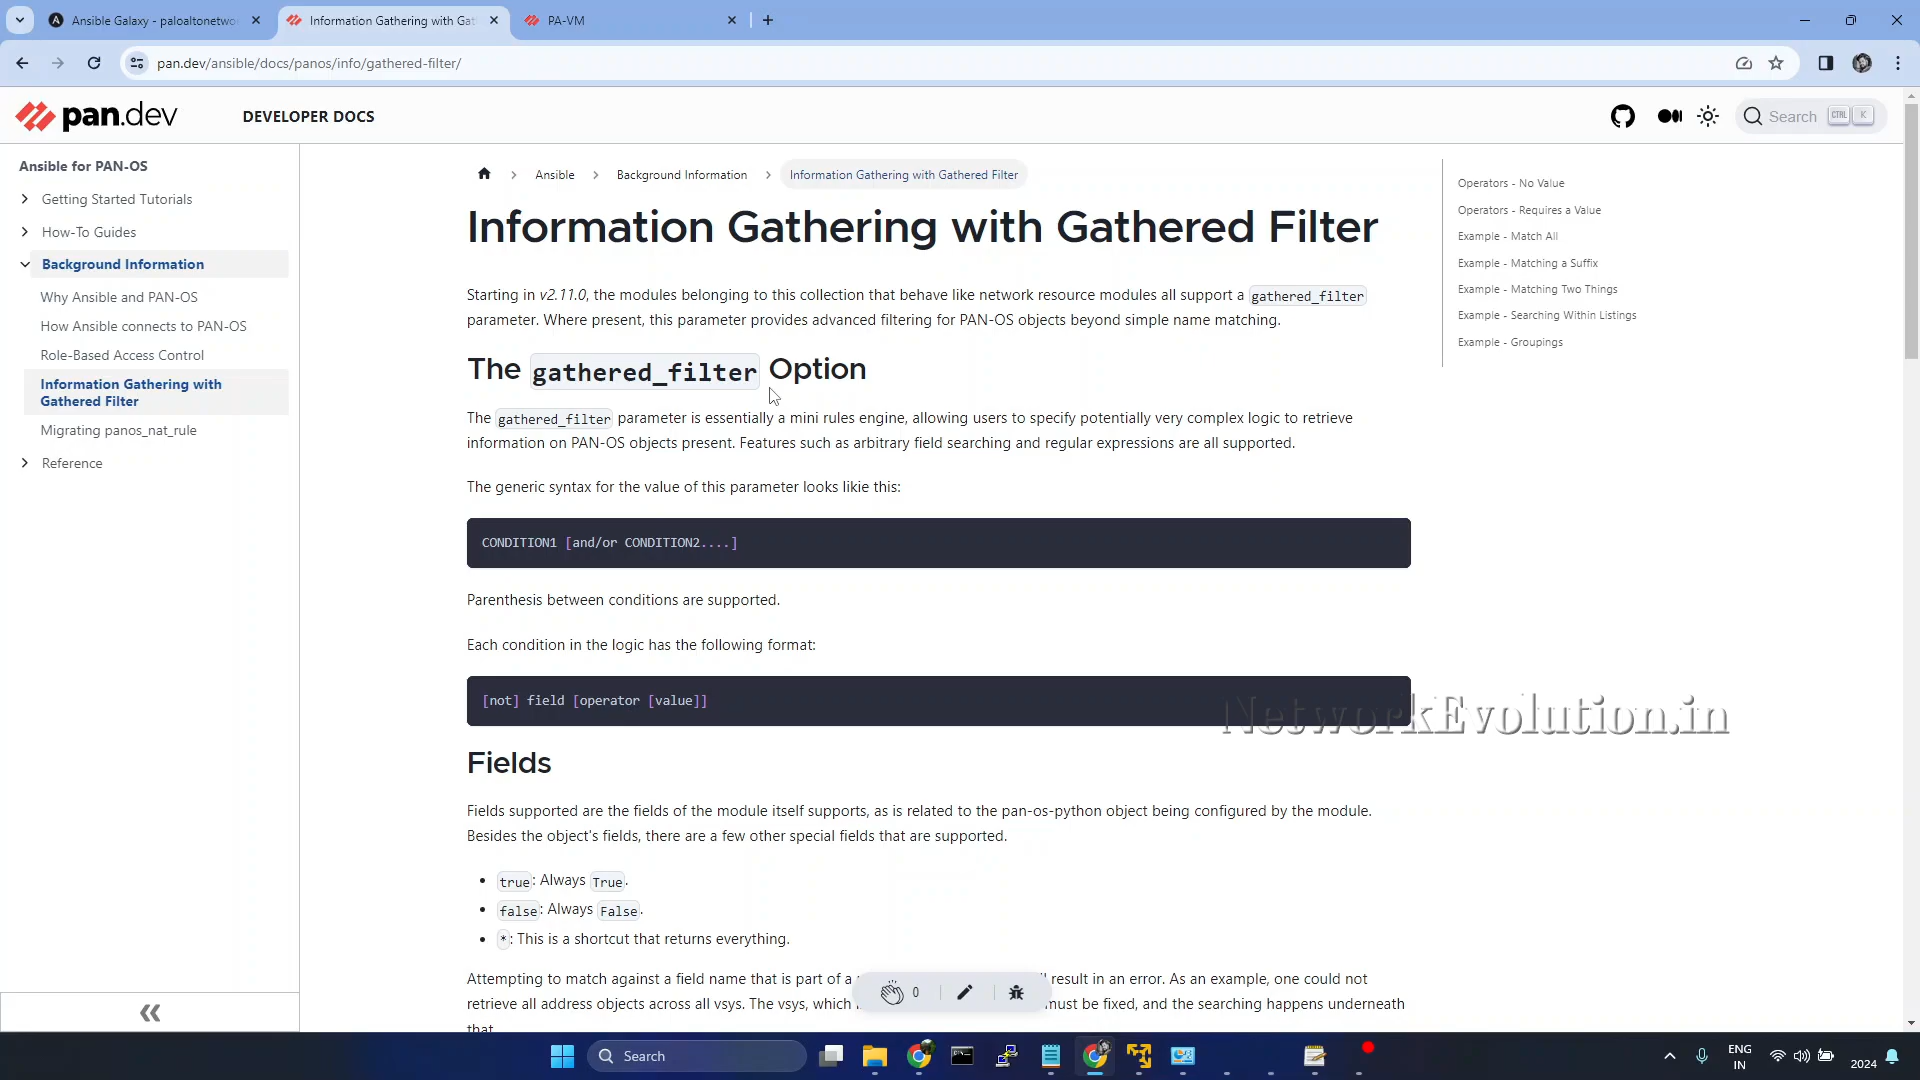 Ansible Galaxy - paloaltonetwo
Information Gathering with Gat
PA-VM
pan.dev/ansible/docs/panos/info/gathered-filter/
pan.dev
DEVELOPER DOCS
Search CTRL K
Ansible for PAN-OS
Getting Started Tutorials
How-To Guides
Background Information
Why Ansible and PAN-OS
How Ansible connects to PAN-OS
Role-Based Access Control
Information Gathering with
Gathered Filter
Migrating panos_nat_rule
Reference
Ansible
Background Information
Information Gathering with Gathered Filter
Information Gathering with Gathered Filter
Starting in v2.11.0, the modules belonging to this collection that behave like network resource modules all support a gathered_filter
parameter. Where present, this parameter provides advanced filtering for PAN-OS objects beyond simple name matching.
The gathered_filter Option
The gathered_filter parameter is essentially a mini rules engine, allowing users to specify potentially very complex logic to retrieve
information on PAN-OS objects present. Features such as arbitrary field searching and regular expressions are all supported.
The generic syntax for the value of this parameter looks likie this:
CONDITION1 [and/or CONDITION2....]
Parenthesis between conditions are supported.
Each condition in the logic has the following format:
[not] field [operator [value]]
NetworkEvolution.in
Fields
Fields supported are the fields of the module itself supports, as is related to the pan-os-python object being configured by the module.
Besides the object's fields, there are a few other special fields that are supported.
• true: Always True.
• false: Always False.
• *: This is a shortcut that returns everything.
Attempting to match against a field name that is part of a result in an error. As an example, one could not
retrieve all address objects across all vsys. The vsys, which must be fixed, and the searching happens underneath
that
0
Operators - No Value
Operators - Requires a Value
Example - Match All
Example - Matching a Suffix
Example - Matching Two Things
Example - Searching Within Listings
Example - Groupings
Search
ENG
IN
2024